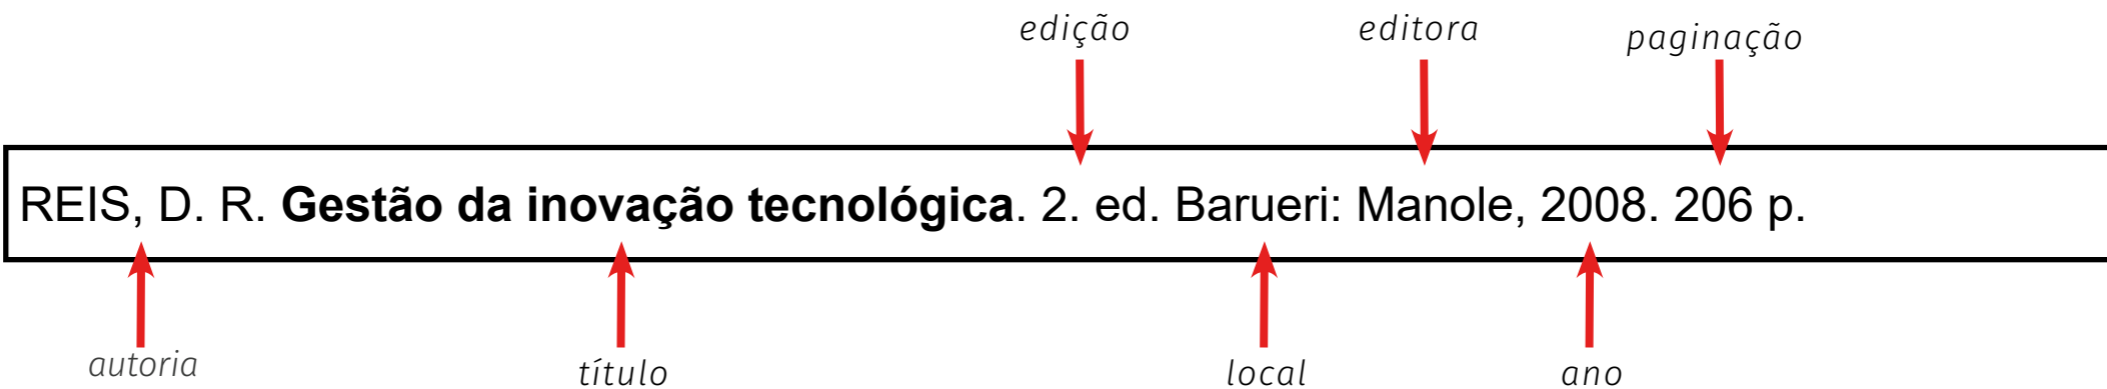 edição editora paginação
REIS, D. R. Gestão da inovação tecnológica. 2. ed. Barueri: Manole, 2008. 206 p.
autoria título local ano